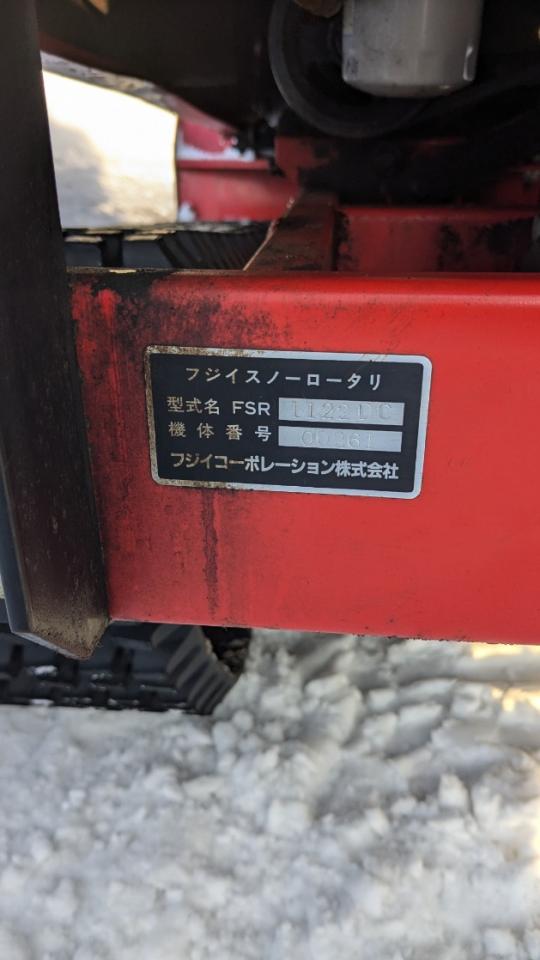 フジイスノーロータリ
型式名 FSR 1122DC
機体番号 00261
フジイコーポレーション株式会社